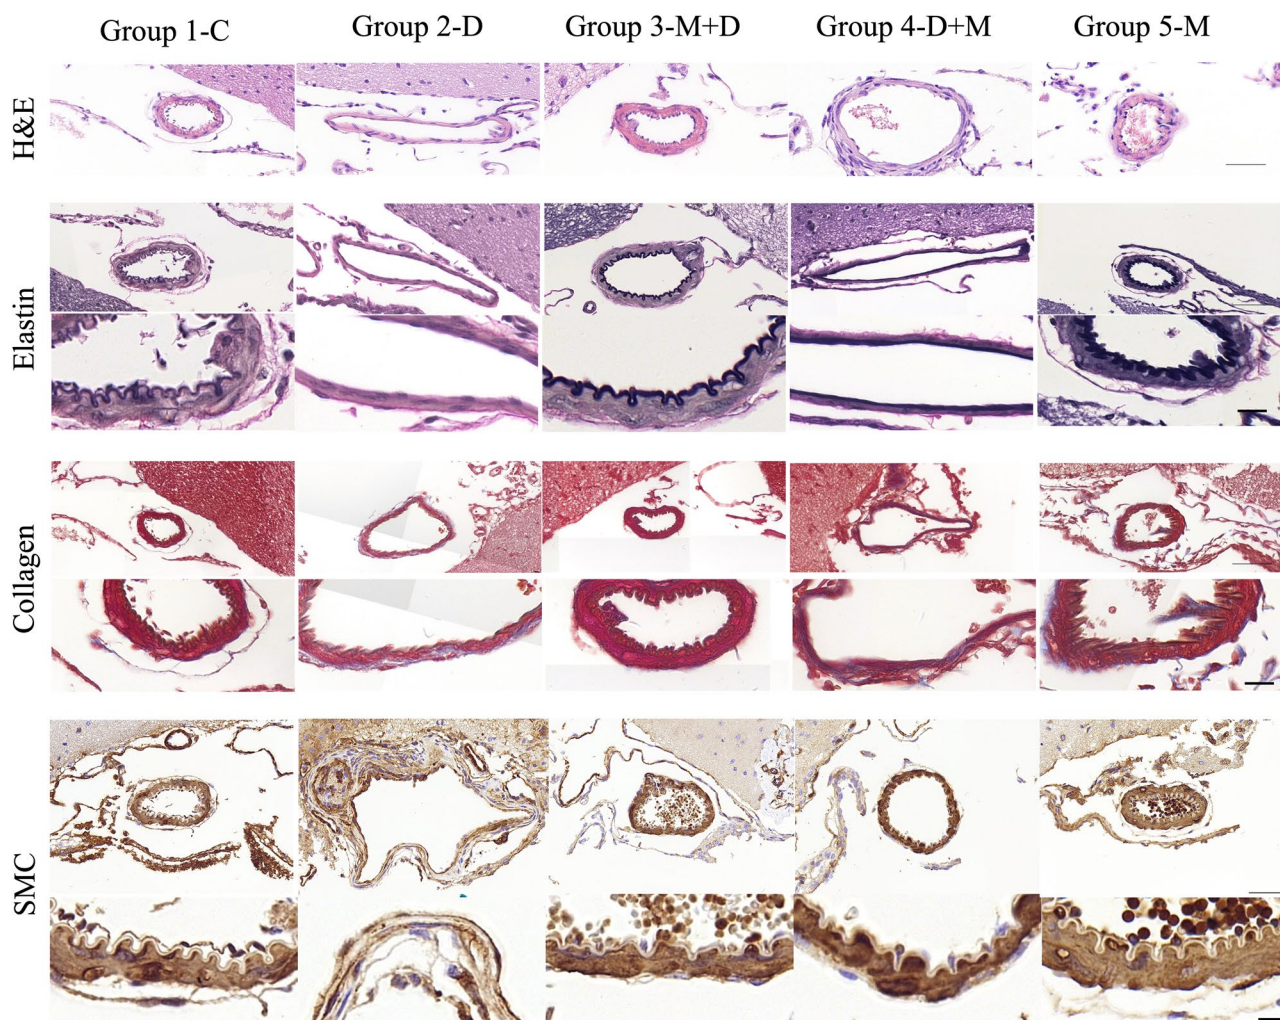 Group 1-C
Group 2-D
Group 3-M+D
Group 4-D+M
Group 5-M
H&E
Elastin
Collagen
SMC